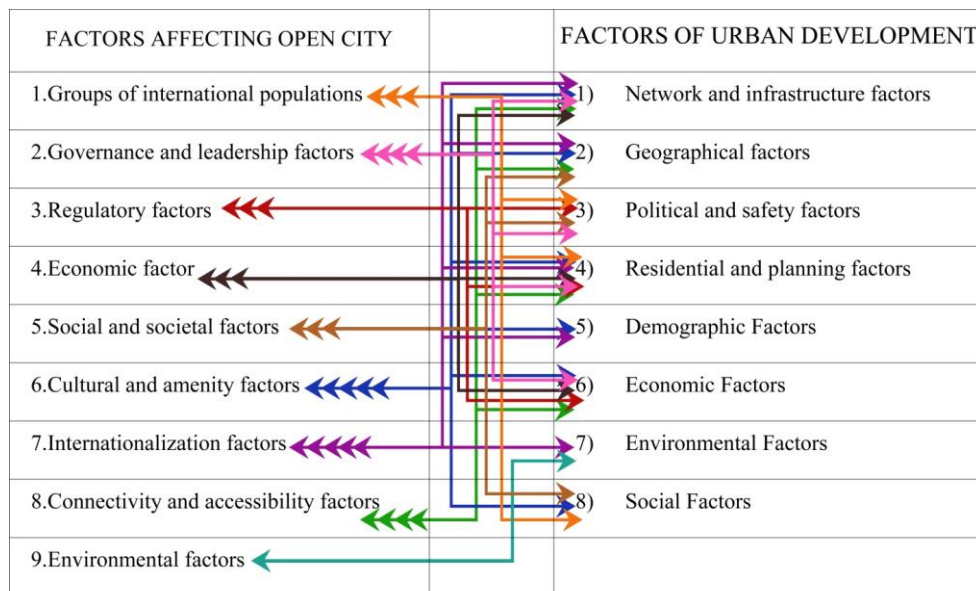 FACTORS AFFECTING OPEN CITY
FACTORS OF URBAN DEVELOPMENT
1.Groups of international populations
1) Network and infrastructure factors
2.Governance and leadership factors
2) Geographical factors
3.Regulatory factors
3) Political and safety factors
4.Economic factor
4) Residential and planning factors
5.Social and societal factors
5) Demographic Factors
6.Cultural and amenity factors
6) Economic Factors
7.Internationalization factors
7) Environmental Factors
8.Connectivity and accessibility factors
8) Social Factors
9.Environmental factors